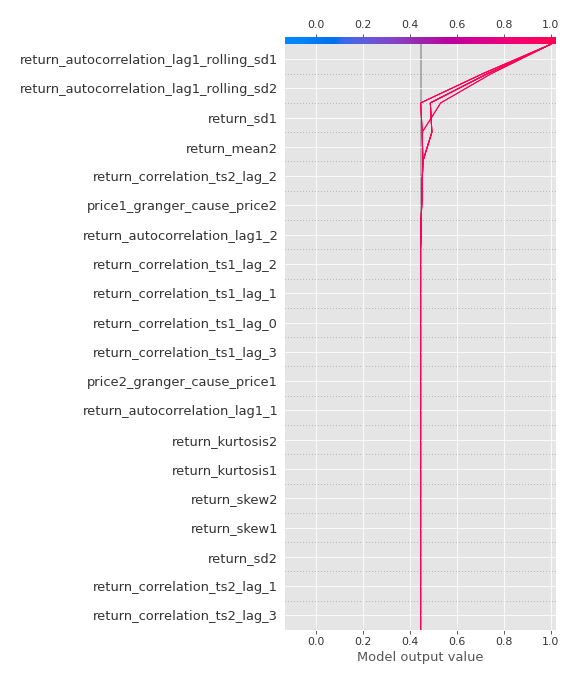 0.0 0.2 0.4 0.6 0.8 1.0
return_autocorrelation_lag1_rolling_sd1
return_autocorrelation_lag1_rolling_sd2
return_sd1
return_mean2
return_correlation_ts2_lag_2
price1_granger_cause_price2
return_autocorrelation_lag1_2
return_correlation_ts1_lag_2
return_correlation_ts1_lag_1
return_correlation_ts1_lag_0
return_correlation_ts1_lag_3
price2_granger_cause_price1
return_autocorrelation_lag1_1
return_kurtosis2
return_kurtosis1
return_skew2
return_skew1
return_sd2
return_correlation_ts2_lag_1
return_correlation_ts2_lag_3
0.0 0.2 0.4 0.6 0.8 1.0
Model output value